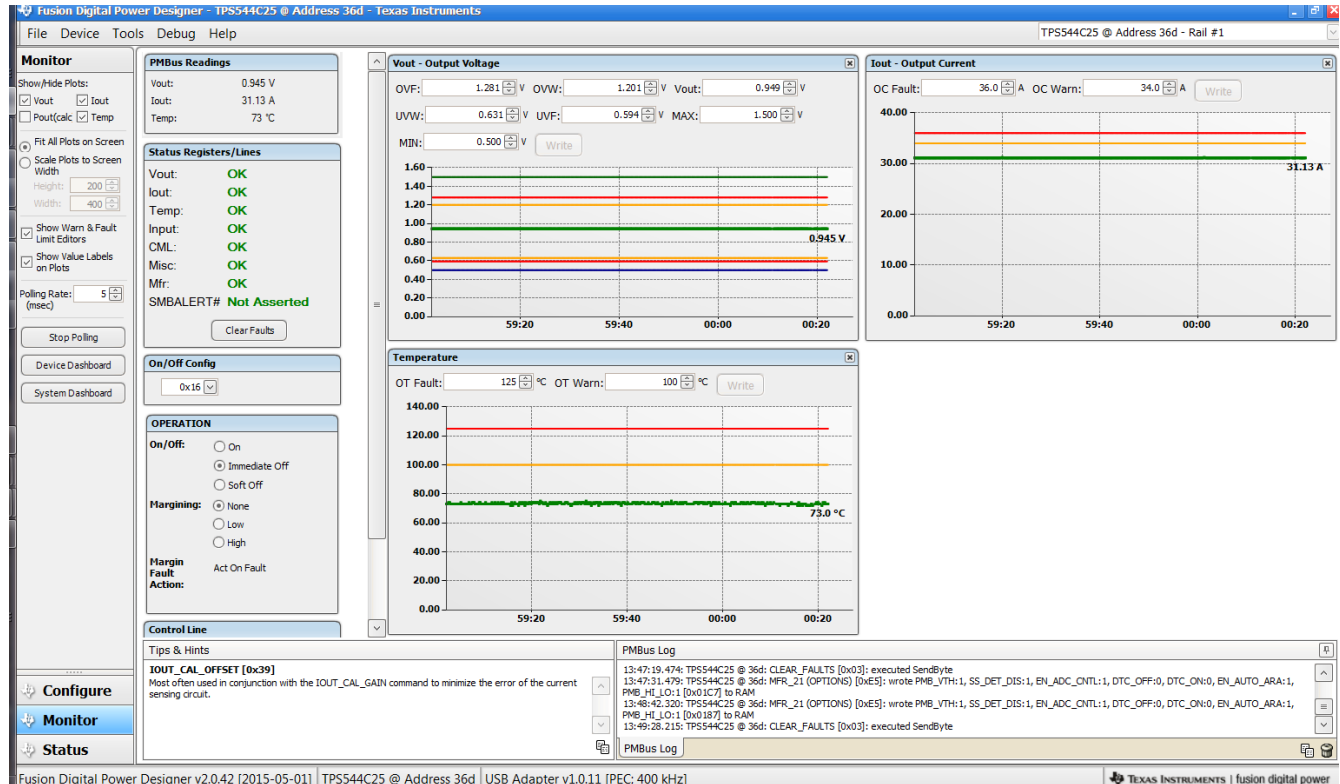 Fusion Digital Power Designer - TPS544C25 @ Address 36d - Texas Instruments
File Device Tools Debug Help
TPS544C25 @ Address 36d - Rail #1
Monitor
Show/Hide Plots:
Vout Iout
Pout(calc Temp
Fit All Plots on Screen
Scale Plots to Screen
Width
Height: 200
Width: 400
Show Warn & Fault
Limit Editors
Show Value Labels
on Plots
Polling Rate: 5
(msec)
Stop Polling
Device Dashboard
System Dashboard
Configure
Monitor
Status
PMBus Readings
Vout: 0.945 V
Iout: 31.13 A
Temp: 73 °C
Status Registers/Lines
Vout: OK
Iout: OK
Temp: OK
Input: OK
CML: OK
Misc: OK
Mfr: OK
SMBALERT# Not Asserted
Clear Faults
On/Off Config
0x16
OPERATION
On/Off: On
Immediate Off
Soft Off
Margining: None
Low
High
Margin
Fault
Action:
Act On Fault
Control Line
Vout - Output Voltage
OVF: 1.281 V OVW: 1.201 V Vout: 0.949 V
UVW: 0.631 V UVF: 0.594 V MAX: 1.500 V
MIN: 0.500 V Write
1.60
1.40
1.20
1.00
0.80
0.60
0.40
0.20
0.00
0.945 V
59:20 59:40 00:00 00:20
Iout - Output Current
OC Fault: 36.0 A OC Warn: 34.0 A Write
40.00
30.00
20.00
10.00
0.00
31.13 A
59:20 59:40 00:00 00:20
Temperature
OT Fault: 125 °C OT Warn: 100 °C Write
140.00
120.00
100.00
80.00
60.00
40.00
20.00
0.00
73.0 °C
59:20 59:40 00:00 00:20
Tips & Hints
IOUT_CAL_OFFSET [0x39]
Most often used in conjunction with the IOUT_CAL_GAIN command to minimize the error of the current
sensing circuit.
PMBus Log
13:47:19.474: TPS544C25 @ 36d: CLEAR_FAULTS [0x03]: executed SendByte
13:47:31.479: TPS544C25 @ 36d: MFR_21 (OPTIONS) [0xE5]: wrote PMB_VTH:1, SS_DET_DIS:1, EN_ADC_CNTL:1, DTC_OFF:0, DTC_ON:0, EN_AUTO_ARA:1,
PMB_HI_LO:1 [0x01C7] to RAM
13:48:42.320: TPS544C25 @ 36d: MFR_21 (OPTIONS) [0xE5]: wrote PMB_VTH:1, SS_DET_DIS:1, EN_ADC_CNTL:1, DTC_OFF:0, DTC_ON:0, EN_AUTO_ARA:1,
PMB_HI_LO:1 [0x0187] to RAM
13:49:28.215: TPS544C25 @ 36d: CLEAR_FAULTS [0x03]: executed SendByte
PMBus Log
Fusion Digital Power Designer v2.0.42 [2015-05-01] TPS544C25 @ Address 36d USB Adapter v1.0.11 [PEC; 400 kHz]
TEXAS INSTRUMENTS | fusion digital power